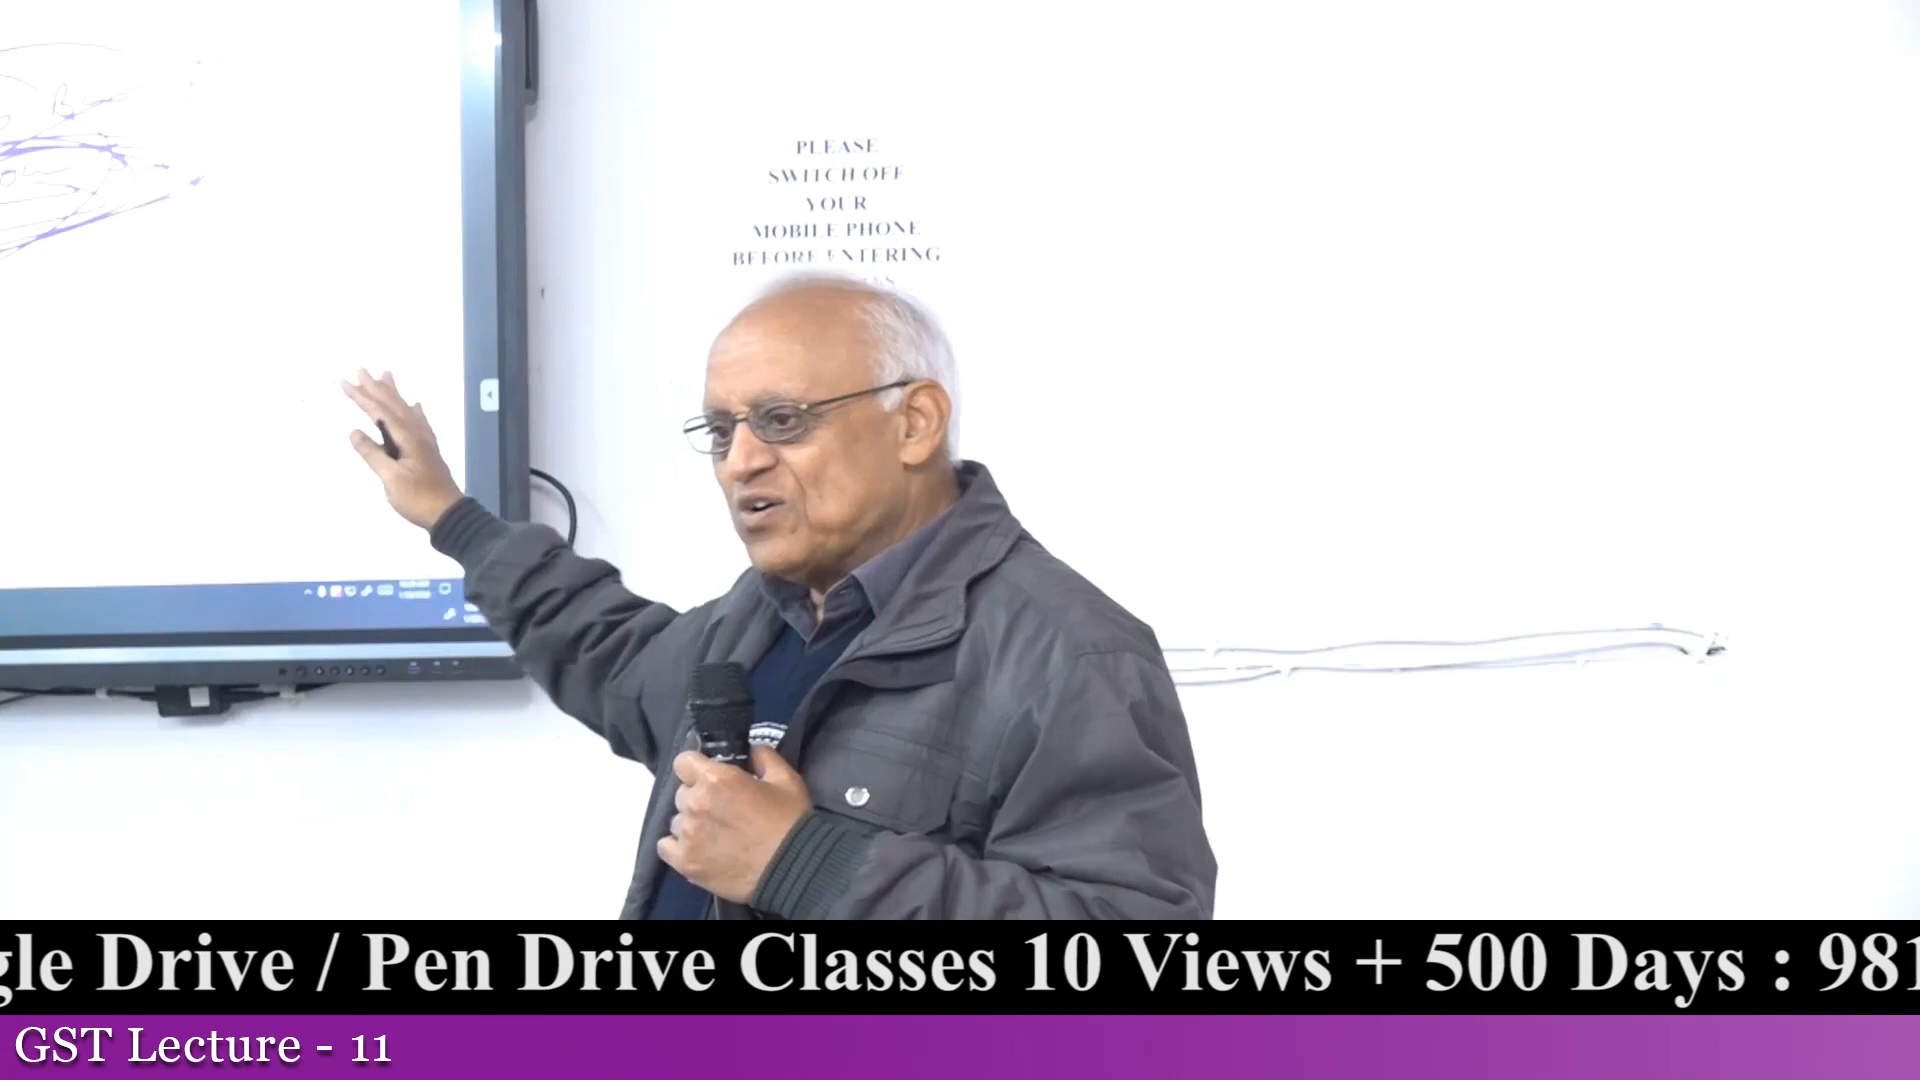 PLEASE
SWITCH OFF
YOUR
MOBILE PHONE
BEFORE ENTERING
gle Drive / Pen Drive Classes 10 Views + 500 Days : 981
GST Lecture - 11